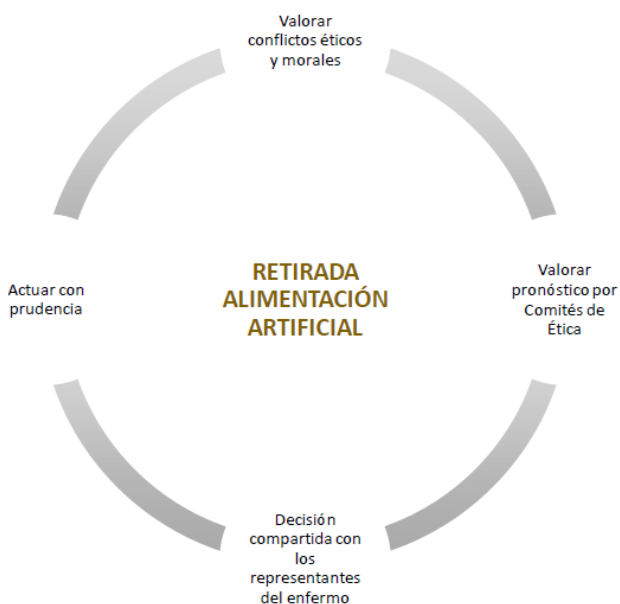 Valorar
conflictos éticos
y morales
RETIRADA
ALIMENTACIÓN
ARTIFICIAL
Valorar
pronóstico por
Comités de
Ética
Decisión
compartida con
los
representantes
del enfermo
Actuar con
prudencia